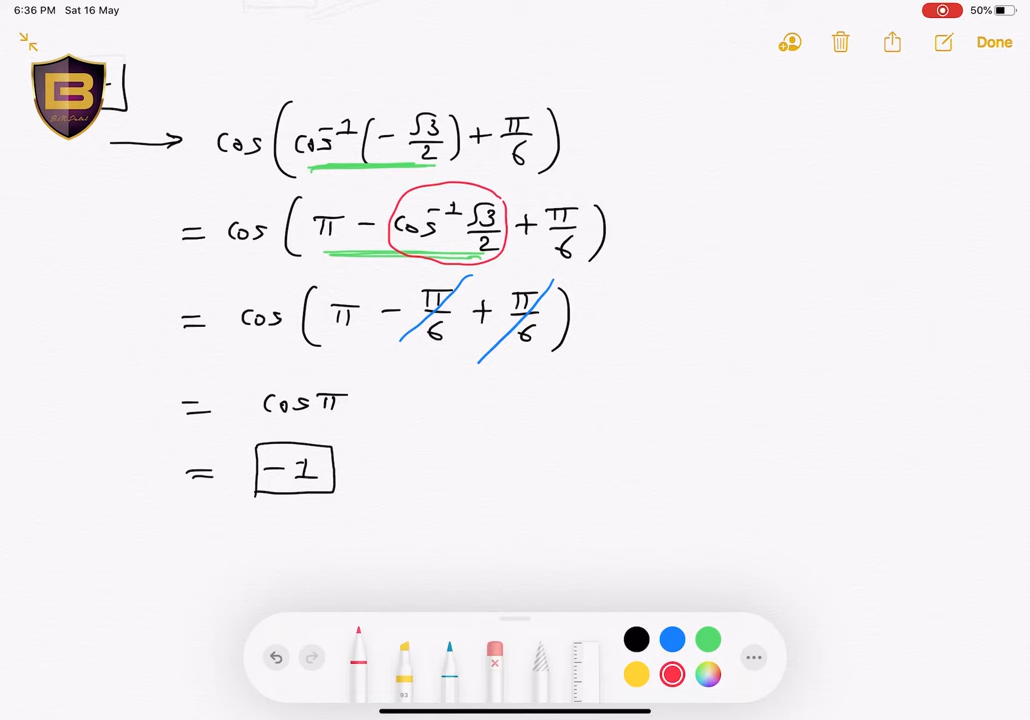 6:36 PM Sat 16 May 50%
Done
B
→ cos(cos⁻¹(-√3/2)+π/6)
= cos(π - cos⁻¹ √3/2 + π/6)
= cos(π - π/6 + π/6)
= cos π
= -1
93